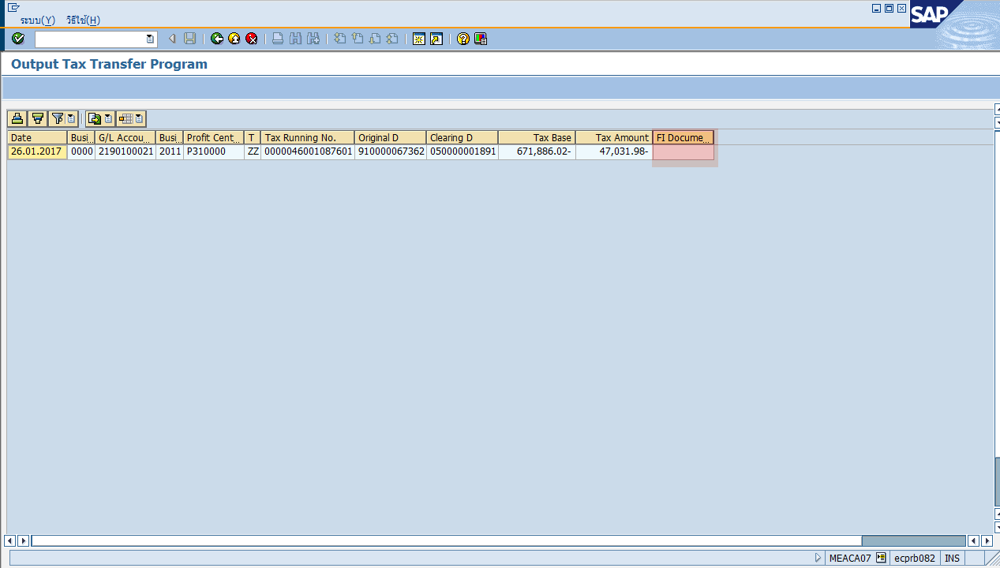 ระบบ(Y) วิธีใช้(H)
SAP
Output Tax Transfer Program
Date Busi.. G/L Accou... Busi.. Profit Cent... T Tax Running No. Original D Clearing D Tax Base Tax Amount FI Docume...
26.01.2017 0000 2190100021 2011 P310000 ZZ 0000046001087601 910000067362 050000001891 671,886.02- 47,031.98-
MEACA07 ecprb082 INS